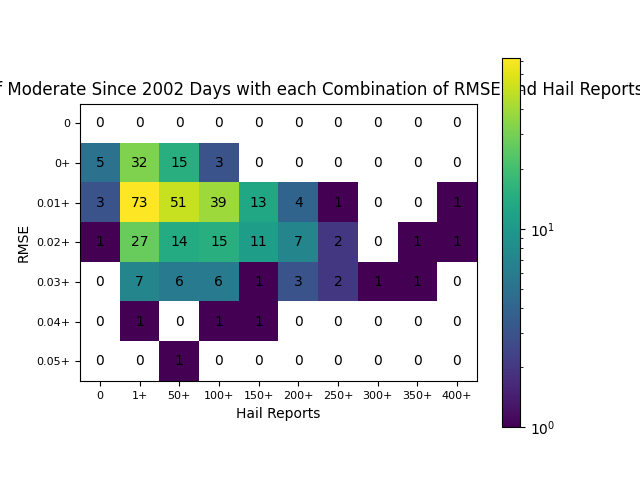 Moderate Since 2002 Days with each Combination of RMSE and Hail Reports
RMSE
0 0 0 0 0 0 0 0 0 0 0
0+ 5 32 15 3 0 0 0 0 0 0
0.01+ 3 73 51 39 13 4 1 0 0 1
0.02+ 1 27 14 15 11 7 2 0 1 1
0.03+ 0 7 6 6 1 3 2 1 1 0
0.04+ 0 1 0 1 1 0 0 0 0 0
0.05+ 0 0 1 0 0 0 0 0 0 0
0 1+ 50+ 100+ 150+ 200+ 250+ 300+ 350+ 400+
Hail Reports
10¹
10⁰